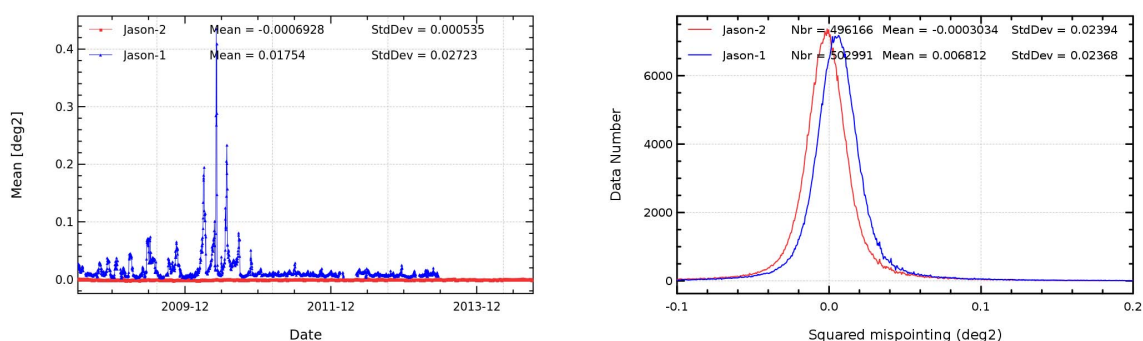 Jason-2 Mean = -0.0006928 StdDev = 0.000535
Jason-1 Mean = 0.01754 StdDev = 0.02723
0.4
0.3
0.2
0.1
0.0
Mean [deg2]
2009-12 2011-12 2013-12
Date
Jason-2 Nbr = 496166 Mean = -0.0003034 StdDev = 0.02394
Jason-1 Nbr = 502991 Mean = 0.006812 StdDev = 0.02368
6000
4000
2000
0
Data Number
-0.1 0.0 0.1 0.2
Squared mispointing (deg2)